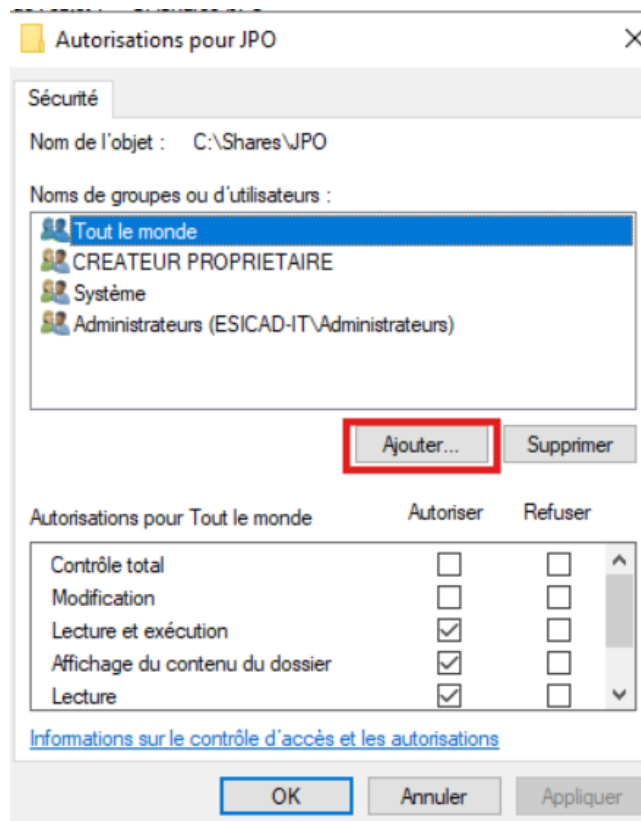 Autorisations pour JPO
Sécurité
Nom de l'objet : C:\Shares\JPO
Noms de groupes ou d'utilisateurs :
Tout le monde
CREATEUR PROPRIETAIRE
Système
Administrateurs (ESICAD-IT\Administrateurs)
Ajouter... Supprimer
Autorisations pour Tout le monde Autoriser Refuser
Contrôle total
Modification
Lecture et exécution
Affichage du contenu du dossier
Lecture
Informations sur le contrôle d'accès et les autorisations
OK Annuler Appliquer